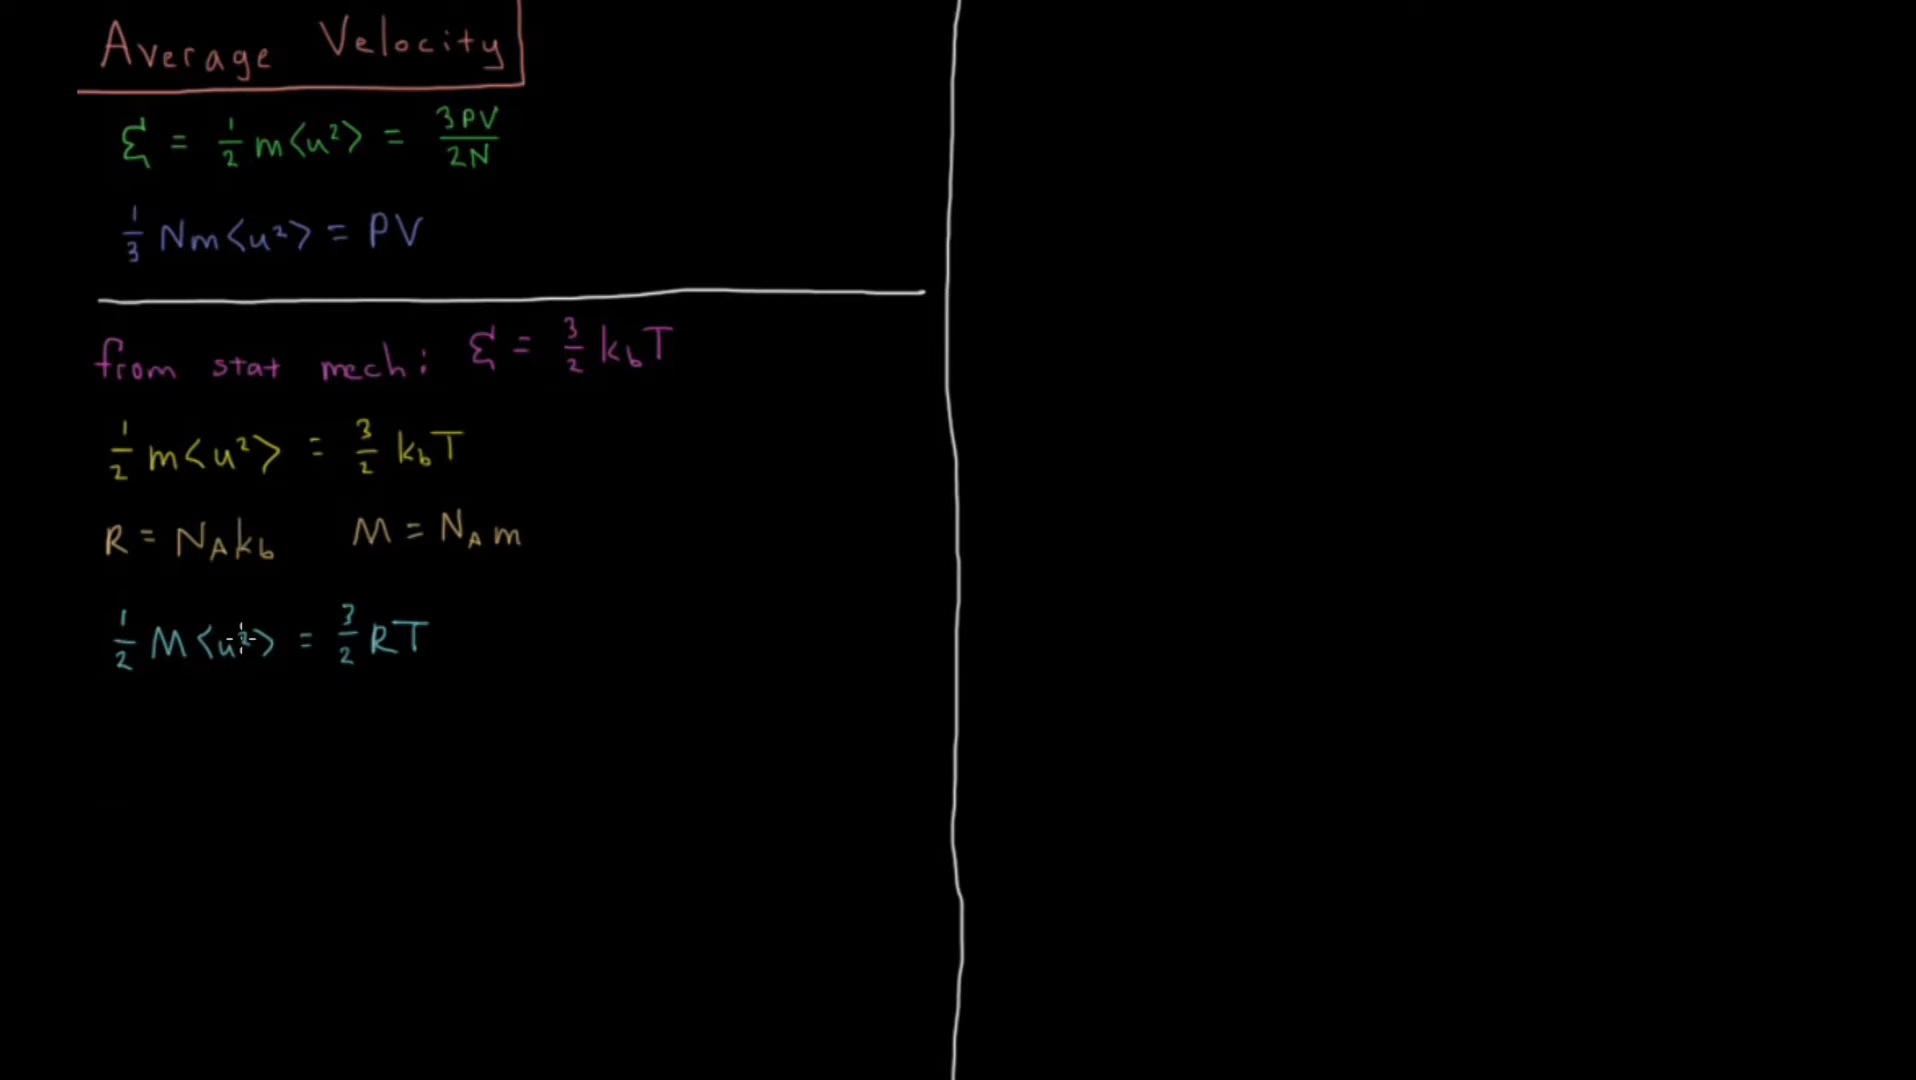 Average Velocity
ℰ = 1/2 m⟨u²⟩ = 3PV/2N
1/3 Nm⟨u²⟩ = PV
from stat mech: ℰ = 3/2 k_b T
1/2 m⟨u²⟩ = 3/2 k_b T
R = N_A k_b M = N_A m
1/2 M⟨u²⟩ = 3/2 RT